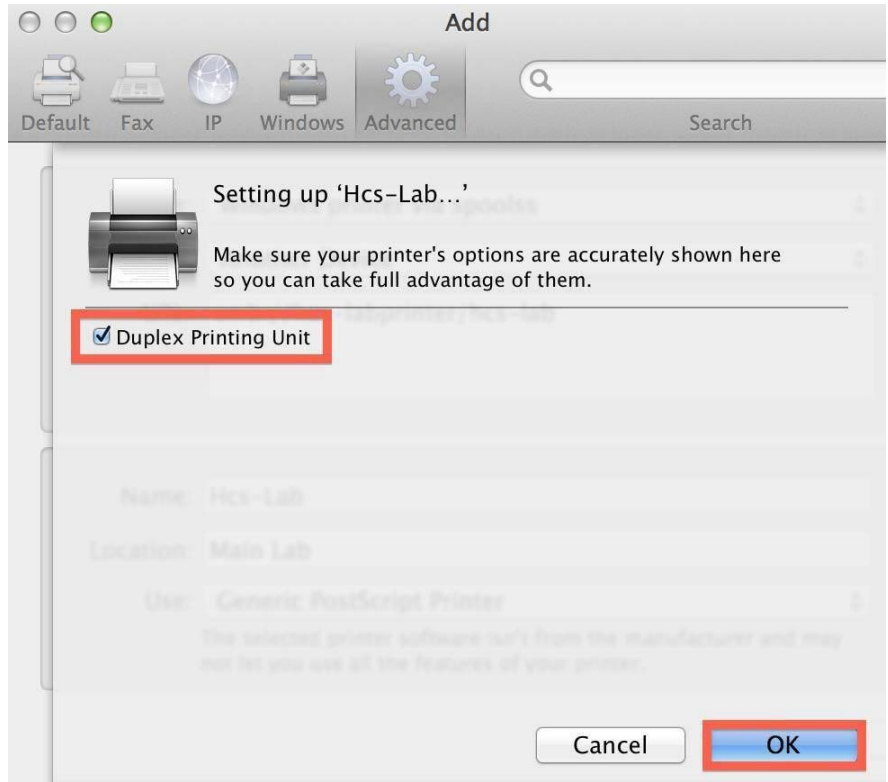 Add
Default Fax IP Windows Advanced Search
Setting up ‘Hcs-Lab...’
Make sure your printer's options are accurately shown here
so you can take full advantage of them.
Duplex Printing Unit
Name: Hcs-Lab
Location: Main Lab
Use: Generic PostScript Printer
The selected printer software isn't from the manufacturer and may
not let you use all the features of your printer.
Cancel OK